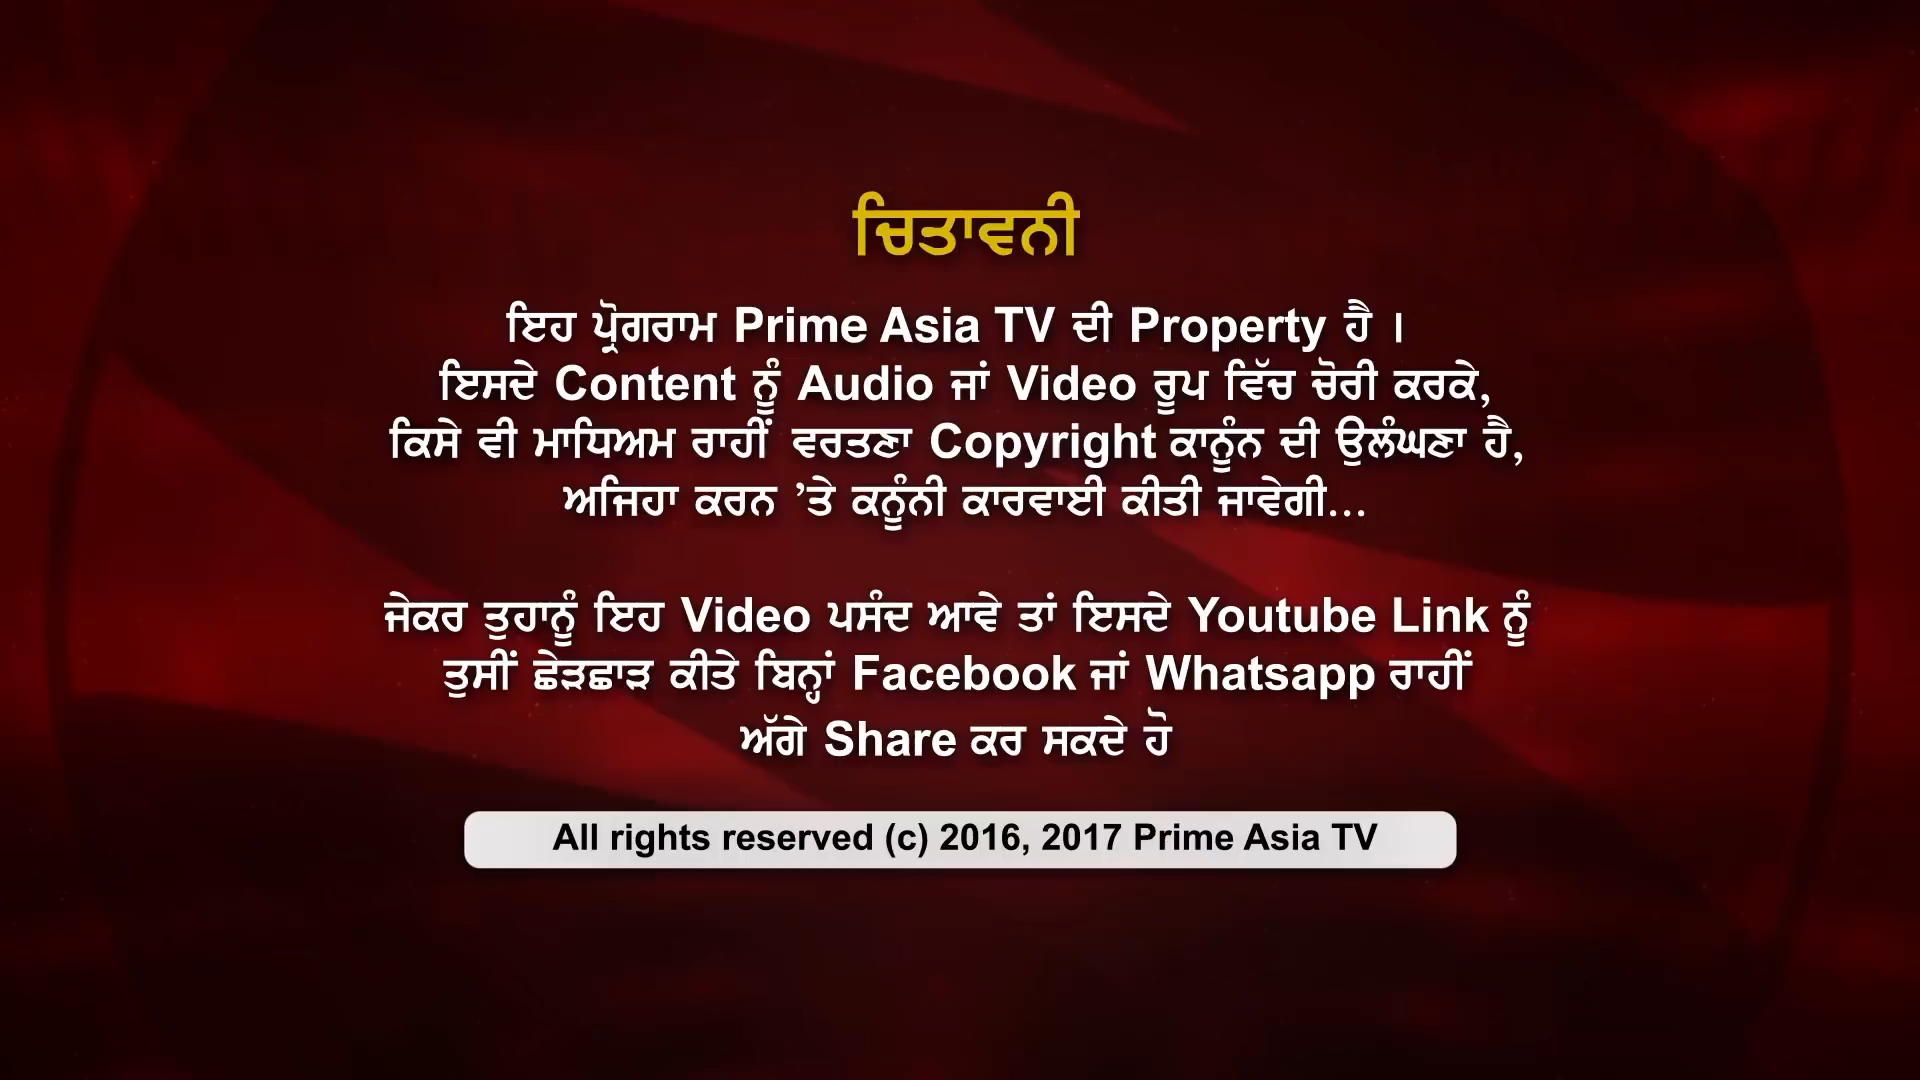 ਚਿਤਾਵਨੀ
ਇਹ ਪ੍ਰੋਗਰਾਮ Prime Asia TV ਦੀ Property ਹੈ ।
ਇਸਦੇ Content ਨੂੰ Audio ਜਾਂ Video ਰੂਪ ਵਿੱਚ ਚੋਰੀ ਕਰਕੇ,
ਕਿਸੇ ਵੀ ਮਾਧਿਅਮ ਰਾਹੀਂ ਵਰਤਣਾ Copyright ਕਾਨੂੰਨ ਦੀ ਉਲੰਘਣਾ ਹੈ,
ਅਜਿਹਾ ਕਰਨ ’ਤੇ ਕਨੂੰਨੀ ਕਾਰਵਾਈ ਕੀਤੀ ਜਾਵੇਗੀ...
ਜੇਕਰ ਤੁਹਾਨੂੰ ਇਹ Video ਪਸੰਦ ਆਵੇ ਤਾਂ ਇਸਦੇ Youtube Link ਨੂੰ
ਤੁਸੀਂ ਛੇੜਛਾੜ ਕੀਤੇ ਬਿਨ੍ਹਾਂ Facebook ਜਾਂ Whatsapp ਰਾਹੀਂ
ਅੱਗੇ Share ਕਰ ਸਕਦੇ ਹੋ
All rights reserved (c) 2016, 2017 Prime Asia TV